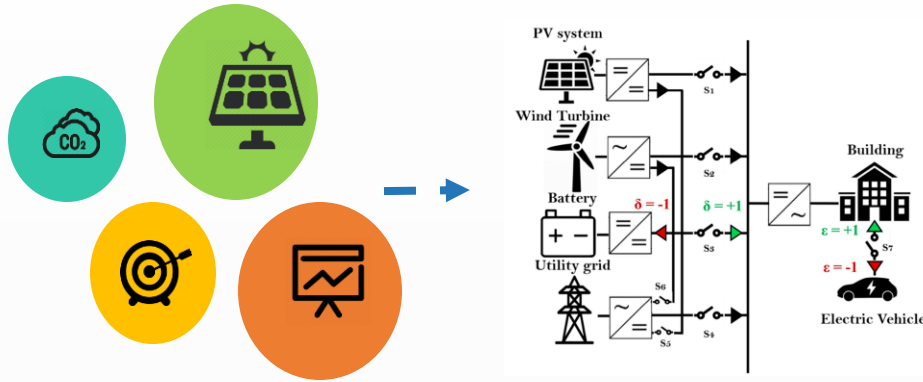 CO₂
PV system
S1
Wind Turbine
S2
Battery
δ = -1
δ = +1
S3
Utility grid
S6
S5
S4
Building
ε = +1
S7
ε = -1
Electric Vehicle